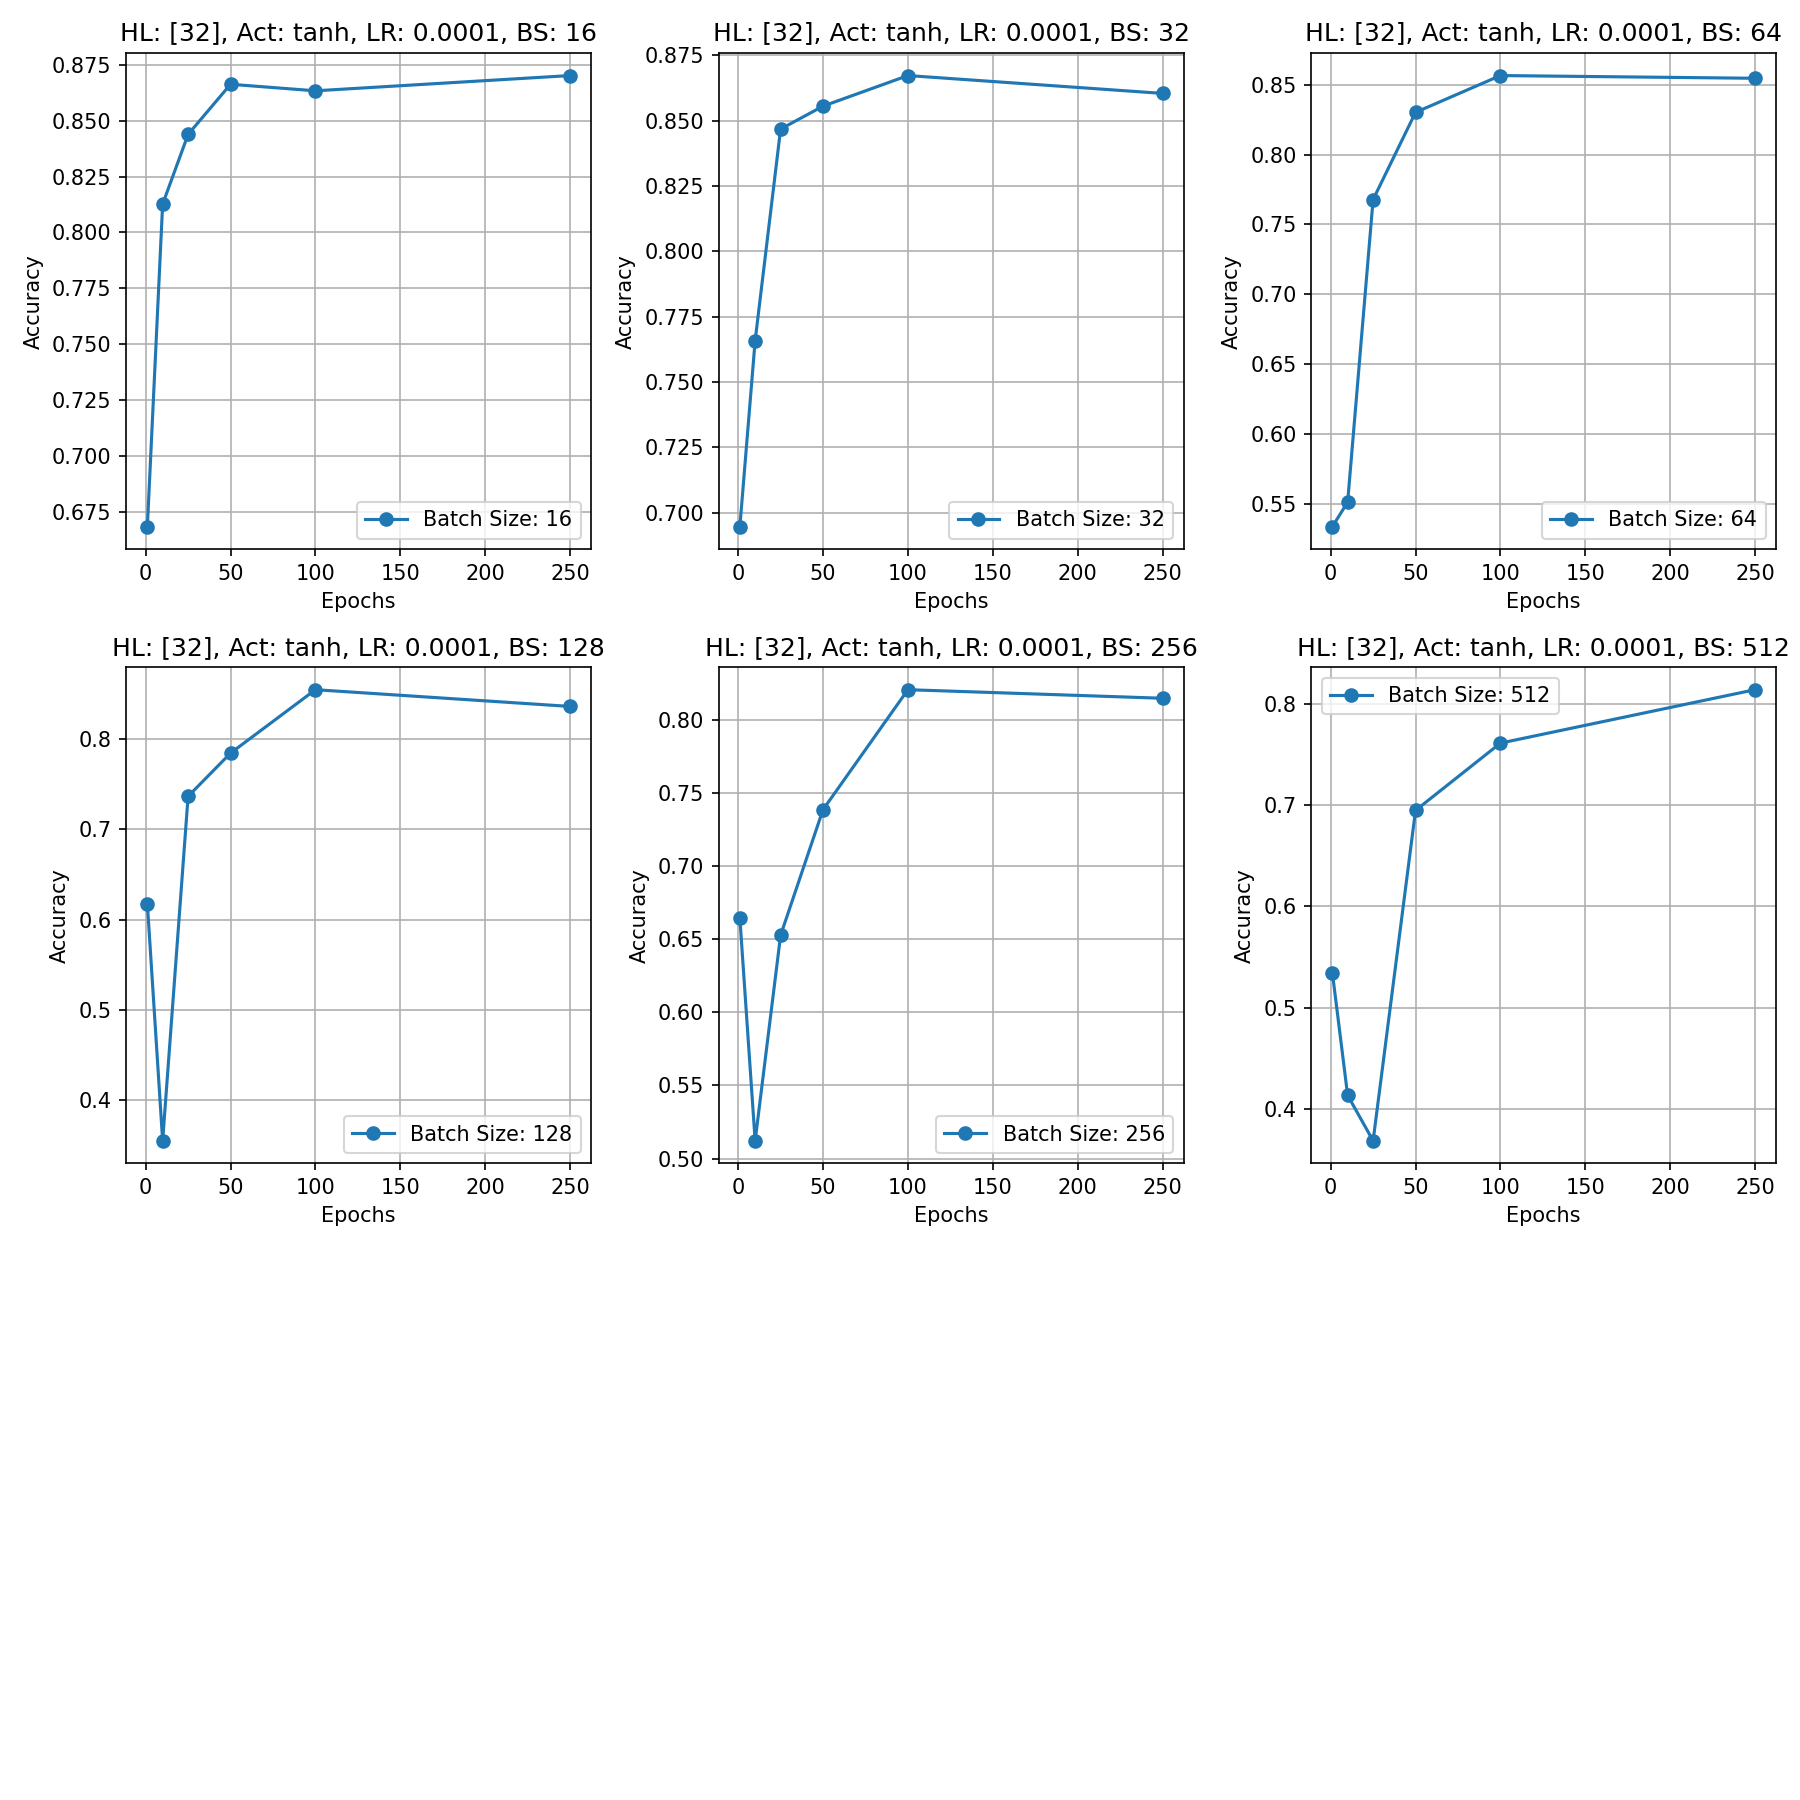 HL: [32], Act: tanh, LR: 0.0001, BS: 16
0.875
0.850
0.825
0.800
0.775
0.750
0.725
0.700
0.675
Accuracy
Batch Size: 16
0 50 100 150 200 250
Epochs
HL: [32], Act: tanh, LR: 0.0001, BS: 32
0.875
0.850
0.825
0.800
0.775
0.750
0.725
0.700
Accuracy
Batch Size: 32
0 50 100 150 200 250
Epochs
HL: [32], Act: tanh, LR: 0.0001, BS: 64
0.85
0.80
0.75
0.70
0.65
0.60
0.55
Accuracy
Batch Size: 64
0 50 100 150 200 250
Epochs
HL: [32], Act: tanh, LR: 0.0001, BS: 128
0.8
0.7
0.6
0.5
0.4
Accuracy
Batch Size: 128
0 50 100 150 200 250
Epochs
HL: [32], Act: tanh, LR: 0.0001, BS: 256
0.80
0.75
0.70
0.65
0.60
0.55
0.50
Accuracy
Batch Size: 256
0 50 100 150 200 250
Epochs
HL: [32], Act: tanh, LR: 0.0001, BS: 512
Batch Size: 512
0.8
0.7
0.6
0.5
0.4
Accuracy
0 50 100 150 200 250
Epochs